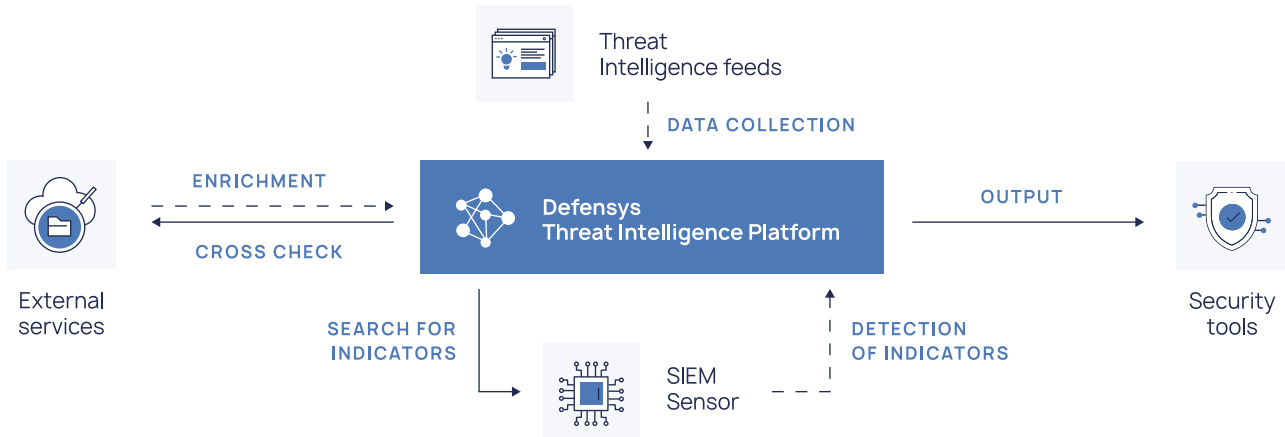 Threat
Intelligence feeds
DATA COLLECTION
ENRICHMENT
CROSS CHECK
External
services
Defensys
Threat Intelligence Platform
OUTPUT
Security
tools
SEARCH FOR
INDICATORS
SIEM
Sensor
DETECTION
OF INDICATORS